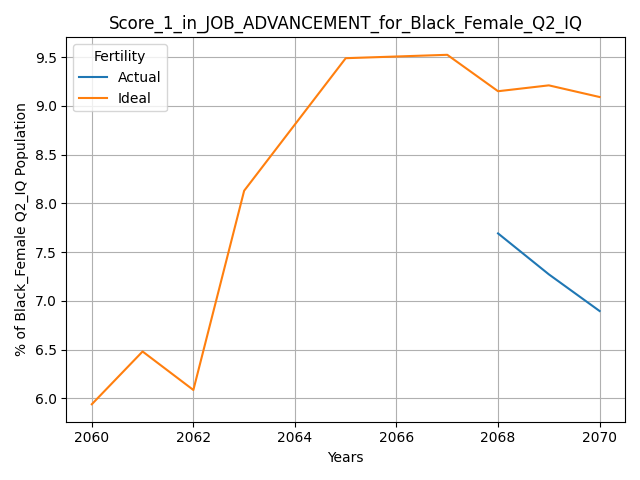 Score_1_in_JOB_ADVANCEMENT_for_Black_Female_Q2_IQ
Fertility
Actual
Ideal
% of Black_Female Q2_IQ Population
9.5
9.0
8.5
8.0
7.5
7.0
6.5
6.0
2060 2062 2064 2066 2068 2070
Years